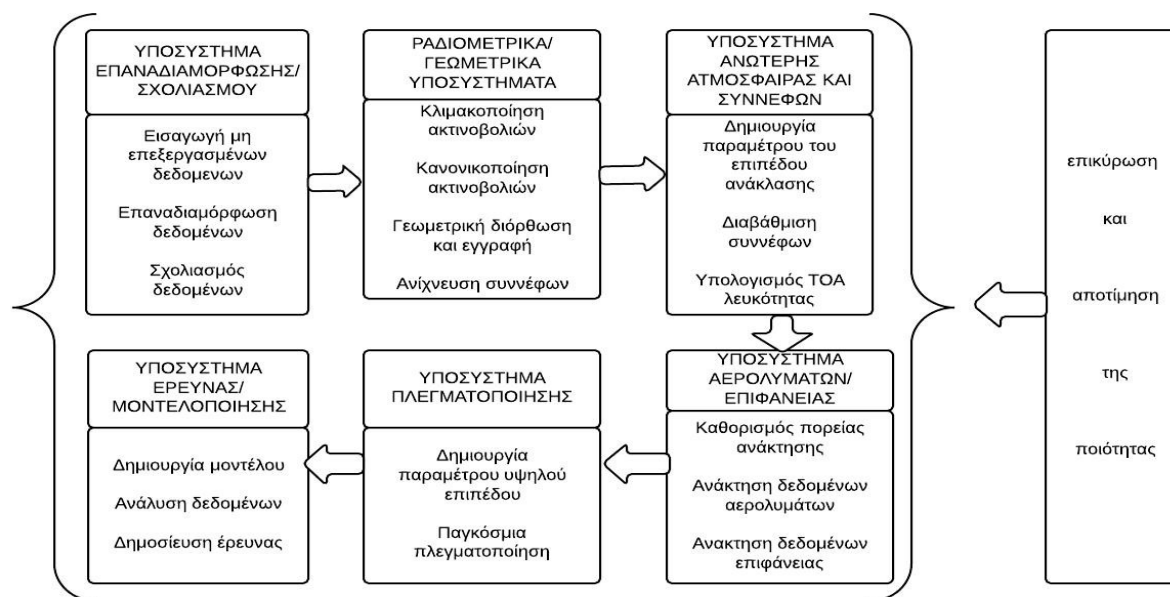 ΥΠΟΣΥΣΤΗΜΑ
ΕΠΑΝΑΔΙΑΜΟΡΦΩΣΗΣ/
ΣΧΟΛΙΑΣΜΟΥ
Εισαγωγή μη
επεξεργασμένων
δεδομενων
Επαναδιαμόρφωση
δεδομένων
Σχολιασμός
δεδομένων
ΡΑΔΙΟΜΕΤΡΙΚΑ/
ΓΕΩΜΕΤΡΙΚΑ
ΥΠΟΣΥΣΤΗΜΑΤΑ
Κλιμακοποίηση
ακτινοβολιών
Κανονικοποίηση
ακτινοβολιών
Γεωμετρική διόρθωση
και εγγραφή
Ανίχνευση συννέφων
ΥΠΟΣΥΣΤΗΜΑ
ΑΝΩΤΕΡΗΣ
ΑΤΜΟΣΦΑΙΡΑΣ ΚΑΙ
ΣΥΝΝΕΦΩΝ
Δημιουργία
παραμέτρου του
επιπέδου
ανάκλασης
Διαβάθμιση
συννέφων
Υπολογισμός ΤΟΑ
λευκότητας
ΥΠΟΣΥΣΤΗΜΑ
ΑΕΡΟΛΥΜΑΤΩΝ/
ΕΠΙΦΑΝΕΙΑΣ
Καθορισμός πορείας
ανάκτησης
Ανάκτηση δεδομένων
αερολυμάτων
Ανακτηση δεδομένων
επιφάνειας
ΥΠΟΣΥΣΤΗΜΑ
ΠΛΕΓΜΑΤΟΠΟΙΗΣΗΣ
Δημιουργία
παραμέτρου υψηλού
επιπέδου
Παγκόσμια
πλεγματοποίηση
ΥΠΟΣΥΣΤΗΜΑ
ΕΡΕΥΝΑΣ/
ΜΟΝΤΕΛΟΠΟΙΗΣΗΣ
Δημιουργία μοντέλου
Ανάλυση δεδομένων
Δημοσίευση έρευνας
επικύρωση
και
αποτίμηση
της
ποιότητας